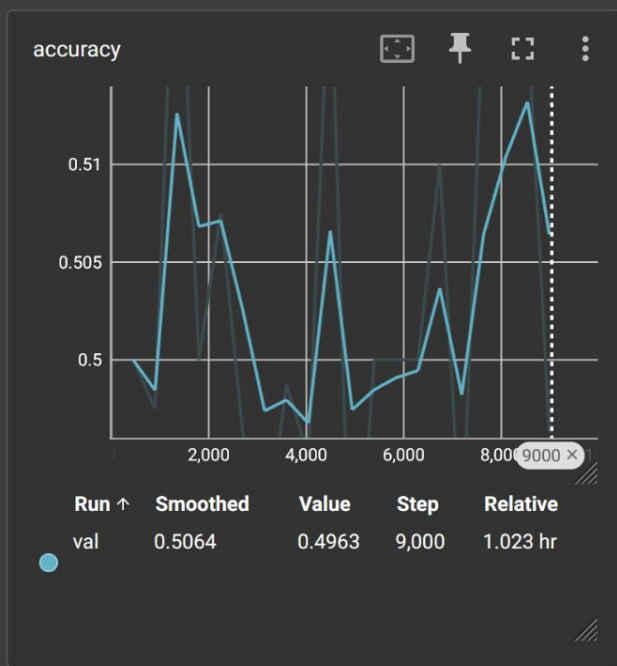 accuracy
0.51
0.505
0.5
2,000 4,000 6,000 8,000 9000 ×
Run ↑ Smoothed Value Step Relative
val 0.5064 0.4963 9,000 1.023 hr